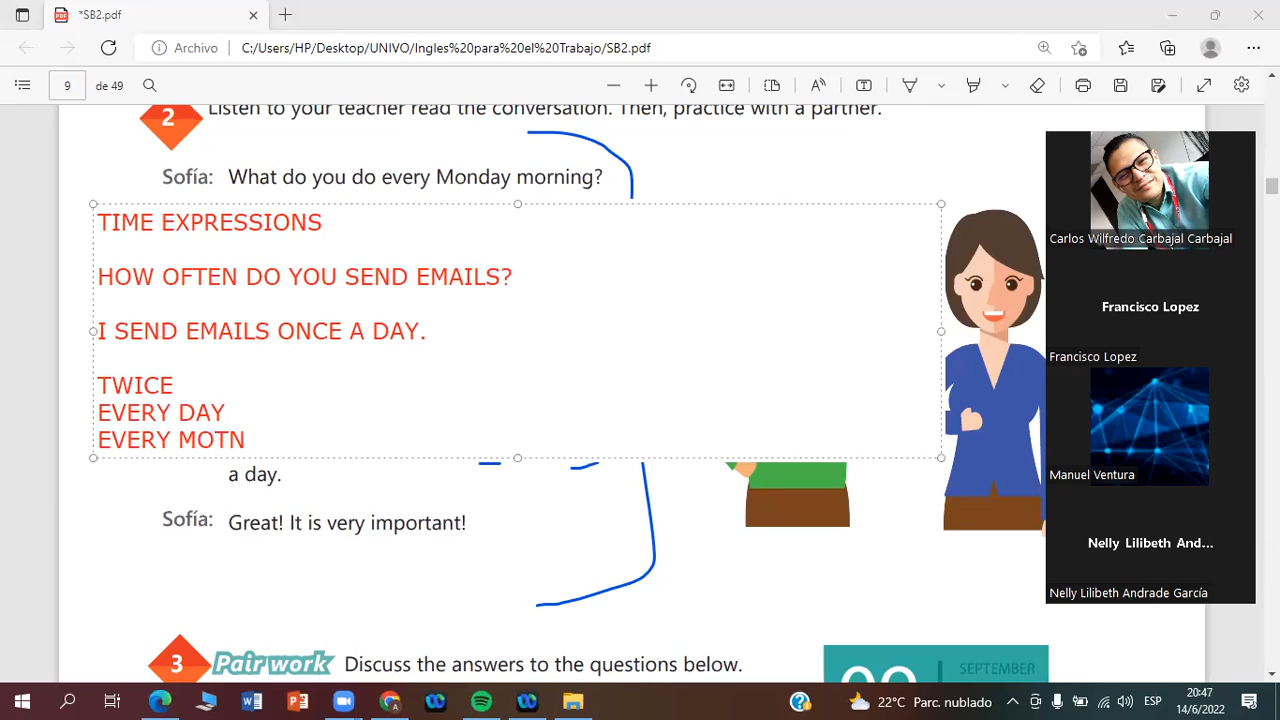 *SB2.pdf
Archivo
C:/Users/HP/Desktop/UNIVO/Ingles%20para%20el%20Trabajo/SB2.pdf
9 de 49
2 Listen to your teacher read the conversation. Then, practice with a partner.
Sofía: What do you do every Monday morning?
TIME EXPRESSIONS
HOW OFTEN DO YOU SEND EMAILS?
I SEND EMAILS ONCE A DAY.
TWICE
EVERY DAY
EVERY MOTN
a day.
Sofía: Great! It is very important!
3 Pair work Discuss the answers to the questions below.
SEPTEMBER
Carlos Wilfredo Carbajal Carbajal
Francisco Lopez
Francisco Lopez
Manuel Ventura
Nelly Lilibeth And...
Nelly Lilibeth Andrade García
22°C Parc. nublado
ESP
20:47
14/6/2022